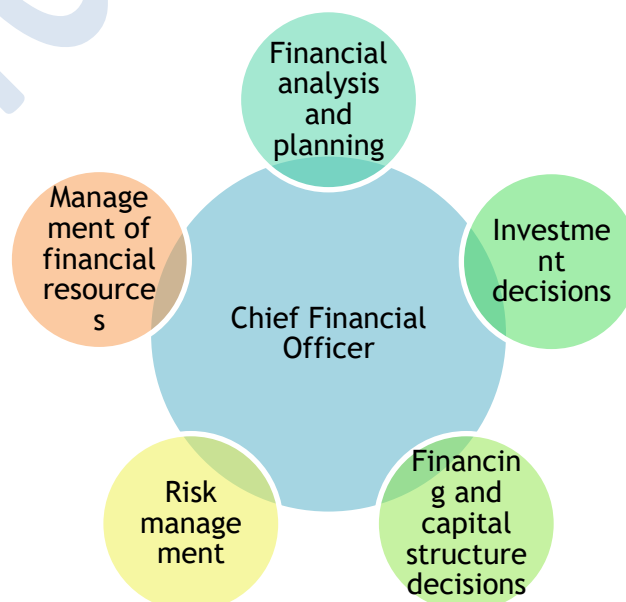 Financial
analysis
and
planning
Investme
nt
decisions
Financin
g and
capital
structure
decisions
Risk
manage
ment
Manage
ment of
financial
resource
s
Chief Financial
Officer